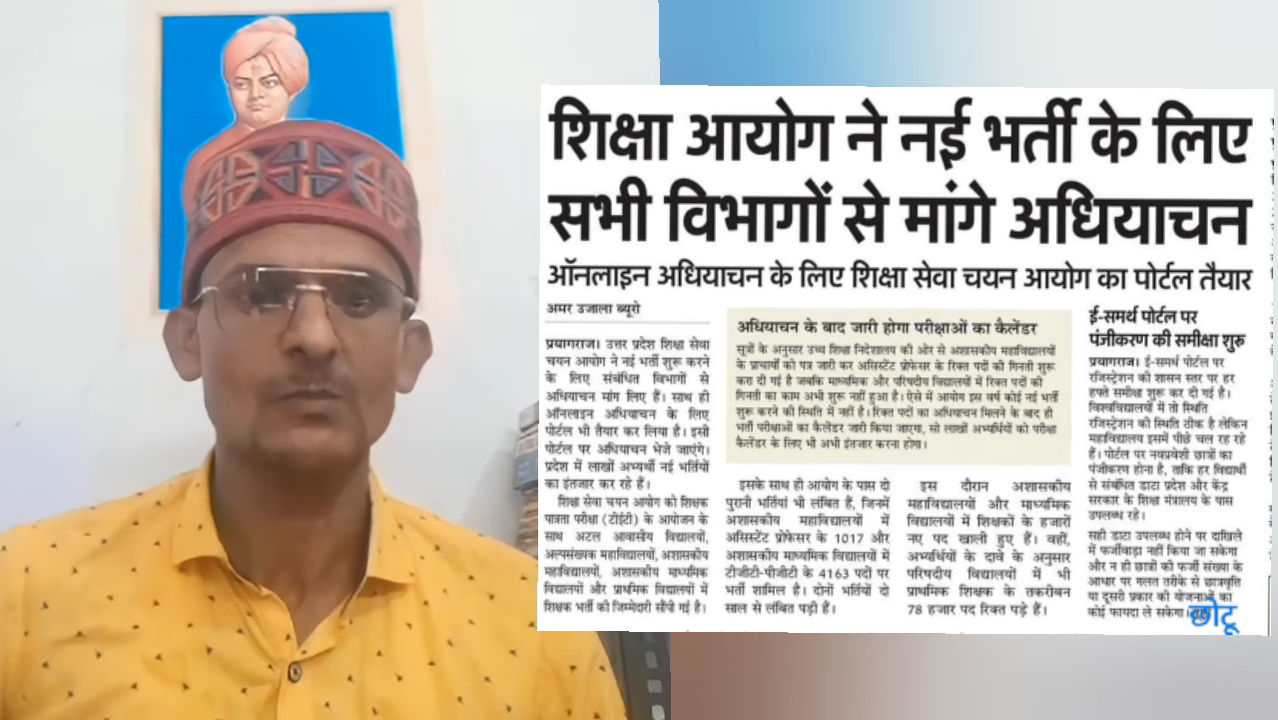 शिक्षा आयोग ने नई भर्ती के लिए
सभी विभागों से मांगे अधियाचन
ऑनलाइन अधियाचन के लिए शिक्षा सेवा चयन आयोग का पोर्टल तैयार
अमर उजाला ब्यूरो
प्रयागराज। उत्तर प्रदेश शिक्षा सेवा
चयन आयोग ने नई भर्ती शुरू करने
के लिए संबंधित विभागों से
अधियाचन मांग लिए हैं। साथ ही
ऑनलाइन अधियाचन के लिए
पोर्टल भी तैयार कर लिया है। इसी
पोर्टल पर अधियाचन भेजे जाएंगे।
प्रदेश में लाखों अभ्यर्थी नई भर्तियों
का इंतजार कर रहे हैं।
शिक्षा सेवा चयन आयोग को शिक्षक
पात्रता परीक्षा (टीईटी) के आयोजन के
साथ अटल आवासीय विद्यालयों,
अल्पसंख्यक महाविद्यालयों, अशासकीय
महाविद्यालयों, अशासकीय माध्यमिक
विद्यालयों और प्राथमिक विद्यालयों में
शिक्षक भर्ती की जिम्मेदारी सौंपी गई है।
अधियाचन के बाद जारी होगा परीक्षाओं का कैलेंडर
सूत्रों के अनुसार उच्च शिक्षा निदेशालय की ओर से अशासकीय महाविद्यालयों
के प्राचार्यों को पत्र जारी कर असिस्टेंट प्रोफेसर के रिक्त पदों की गिनती शुरू
करा दी गई है जबकि माध्यमिक और परिषदीय विद्यालयों में रिक्त पदों की
गिनती का काम अभी शुरू नहीं हुआ है। ऐसे में आयोग इस वर्ष कोई नई भर्ती
शुरू करने की स्थिति में नहीं है। रिक्त पदों का अधियाचन मिलने के बाद ही
भर्ती परीक्षाओं का कैलेंडर जारी किया जाएगा, सो लाखों अभ्यर्थियों को परीक्षा
कैलेंडर के लिए भी अभी इंतजार करना होगा।
इसके साथ ही आयोग के पास दो
पुरानी भर्तियां भी लंबित हैं, जिनमें
अशासकीय महाविद्यालयों में
असिस्टेंट प्रोफेसर के 1017 और
अशासकीय माध्यमिक विद्यालयों में
टीजीटी-पीजीटी के 4163 पदों पर
भर्ती शामिल है। दोनों भर्तियों दो
साल से लंबित पड़ी हैं।
इस दौरान अशासकीय
महाविद्यालयों और माध्यमिक
विद्यालयों में शिक्षकों के हजारों
नए पद खाली हुए हैं। वहीं,
अभ्यर्थियों के दावे के अनुसार
परिषदीय विद्यालयों में भी
प्राथमिक शिक्षक के तकरीबन
78 हजार पद रिक्त पड़े हैं।
ई-समर्थ पोर्टल पर
पंजीकरण की समीक्षा शुरू
प्रयागराज। ई-समर्थ पोर्टल पर
रजिस्ट्रेशन की शासन स्तर पर हर
हफ्ते समीक्षा शुरू कर दी गई है।
विश्वविद्यालयों में तो स्थिति
रजिस्ट्रेशन की स्थिति ठीक है लेकिन
महाविद्यालय इसमें पीछे चल रह रहे
हैं। पोर्टल पर नवप्रवेशी छात्रों का
पंजीकरण होना है, ताकि हर विद्यार्थी
से संबंधित डाटा प्रदेश और केंद्र
सरकार के शिक्षा मंत्रालय के पास
उपलब्ध रहे।
सही डाटा उपलब्ध होने पर दाखिले
में फर्जीवाड़ा नहीं किया जा सकेगा
और न ही छात्रों की फर्जी संख्या के
आधार पर गलत तरीके से छात्रवृत्ति
या दूसरी प्रकार की योजनाओं का
कोई फायदा ले सकेगा।
छोटू